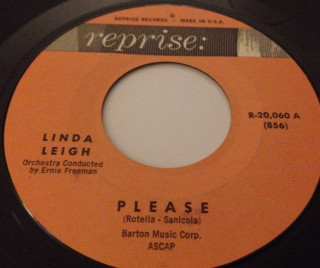 REPRISE RECORDS • MADE IN U.S.A.
reprise:
R-20,060 A
(856)
LINDA
LEIGH
Orchestra Conducted
by Ernie Freeman
PLEASE
(Rotella - Sanicola)
Barton Music Corp.
ASCAP